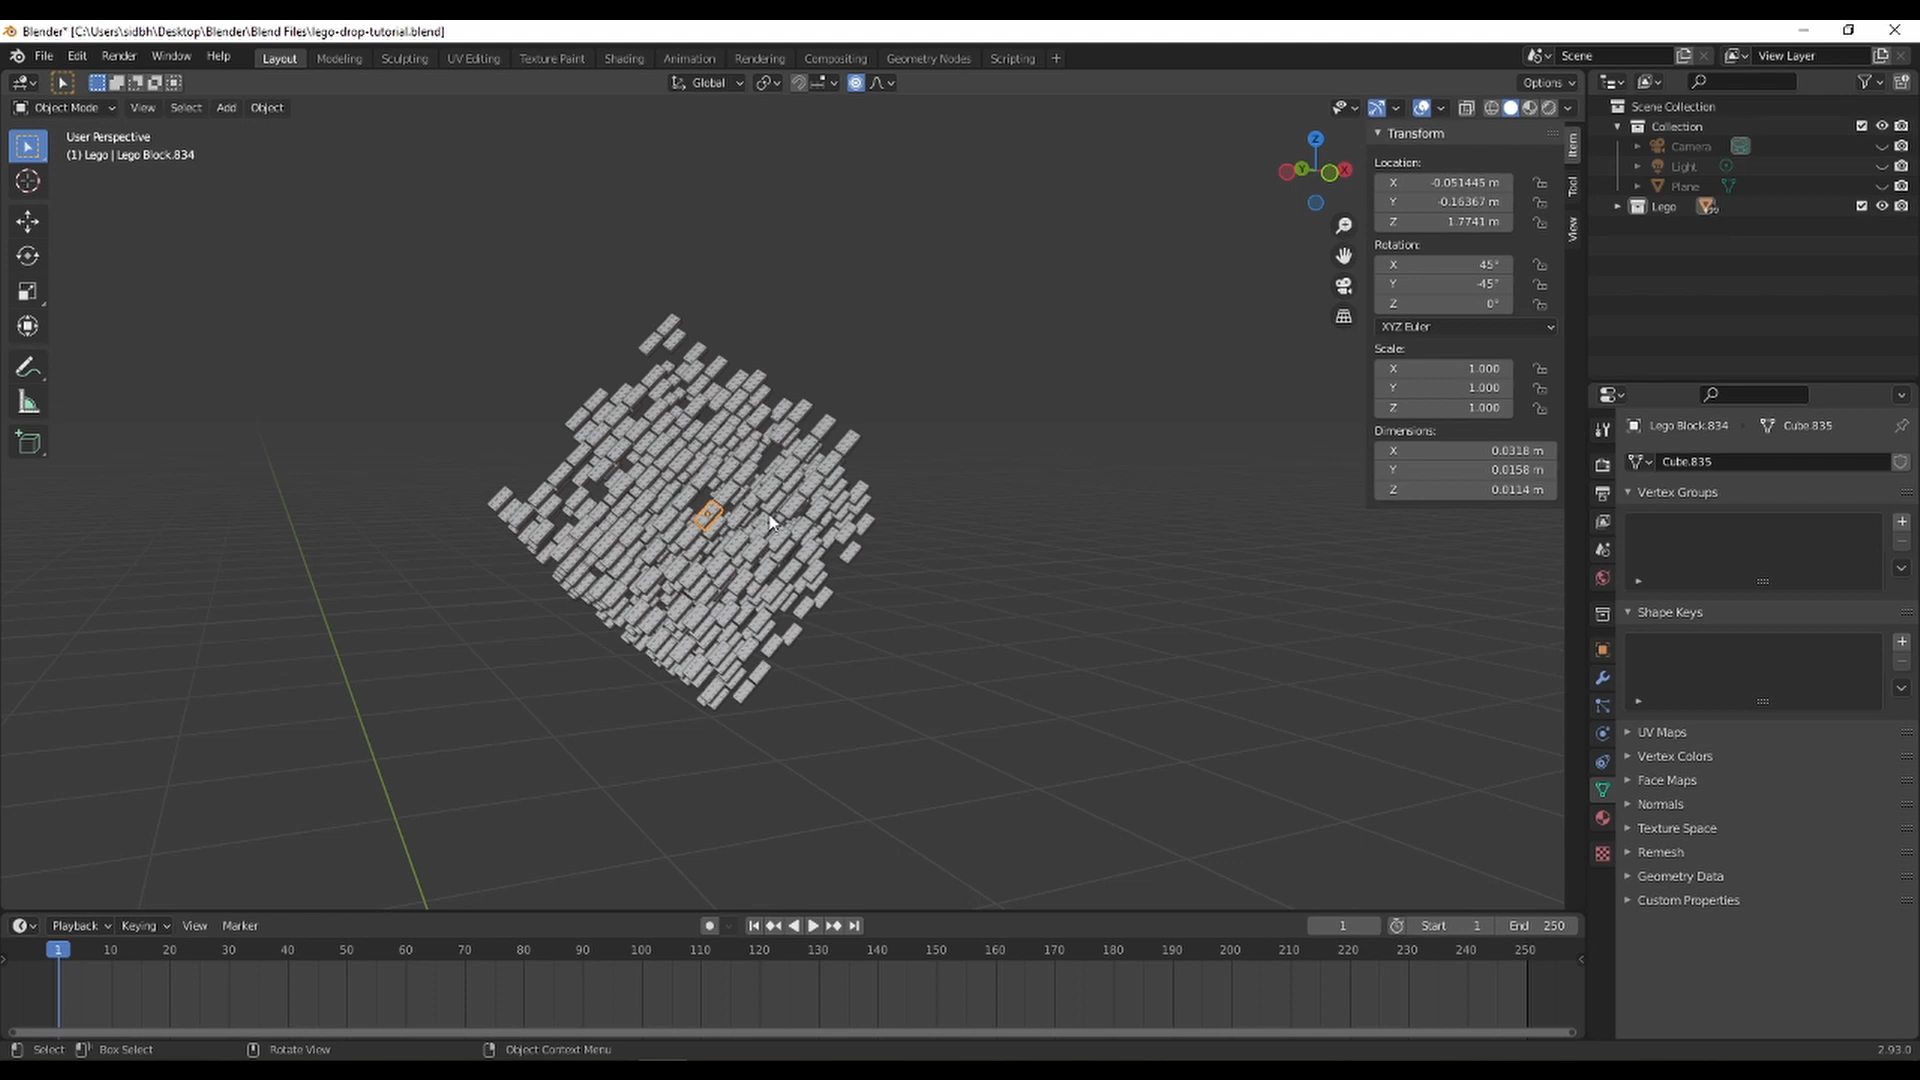 Blender* [C:\Users\sidbh\Desktop\Blender\Blend Files\lego-drop-tutorial.blend]
File Edit Render Window Help Layout Modeling Sculpting UV Editing Texture Paint Shading Animation Rendering Compositing Geometry Nodes Scripting + Scene View Layer
Global Options
Object Mode View Select Add Object
User Perspective
(1) Lego | Lego Block.834
Z
Y
X
Transform
Location:
X -0.051445 m
Y -0.16367 m
Z 1.7741 m
Rotation:
X 45°
Y -45°
Z 0°
XYZ Euler
Scale:
X 1.000
Y 1.000
Z 1.000
Dimensions:
X 0.0318 m
Y 0.0158 m
Z 0.0114 m
Item
Tool
View
Scene Collection
Collection
Camera
Light
Plane
Lego
Lego Block.834 Cube.835
Cube.835
Vertex Groups
Shape Keys
UV Maps
Vertex Colors
Face Maps
Normals
Texture Space
Remesh
Geometry Data
Custom Properties
Playback Keying View Marker 1 Start 1 End 250
1 10 20 30 40 50 60 70 80 90 100 110 120 130 140 150 160 170 180 190 200 210 220 230 240 250
Select Box Select Rotate View Object Context Menu 2.93.0